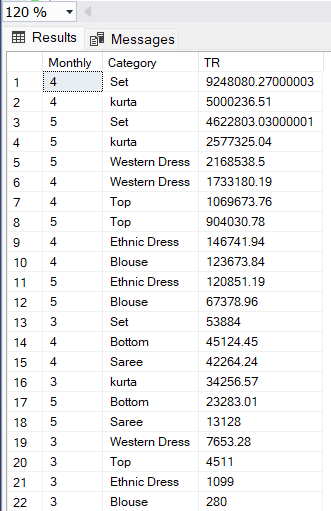 120 %
Results Messages
Monthly Category TR
1 4 Set 9248080.27000003
2 4 kurta 5000236.51
3 5 Set 4622803.03000001
4 5 kurta 2577325.04
5 5 Western Dress 2168538.5
6 4 Western Dress 1733180.19
7 4 Top 1069673.76
8 5 Top 904030.78
9 4 Ethnic Dress 146741.94
10 4 Blouse 123673.84
11 5 Ethnic Dress 120851.19
12 5 Blouse 67378.96
13 3 Set 53884
14 4 Bottom 45124.45
15 4 Saree 42264.24
16 3 kurta 34256.57
17 5 Bottom 23283.01
18 5 Saree 13128
19 3 Western Dress 7653.28
20 3 Top 4511
21 3 Ethnic Dress 1099
22 3 Blouse 280